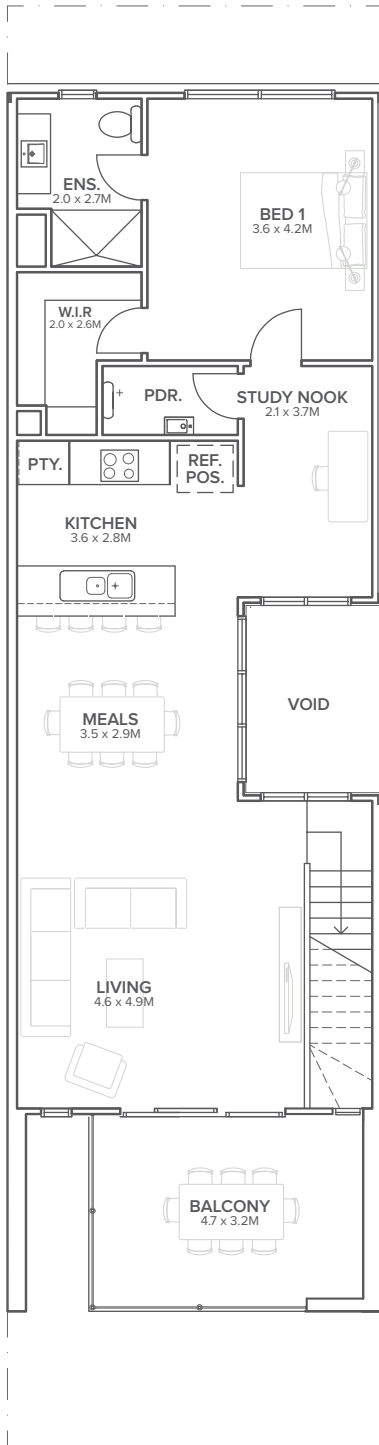 ENS.
2.0 x 2.7M
BED 1
3.6 x 4.2M
W.I.R
2.0 x 2.6M
PDR.
STUDY NOOK
2.1 x 3.7M
PTY.
REF.
POS.
KITCHEN
3.6 x 2.8M
VOID
MEALS
3.5 x 2.9M
LIVING
4.6 x 4.9M
BALCONY
4.7 x 3.2M